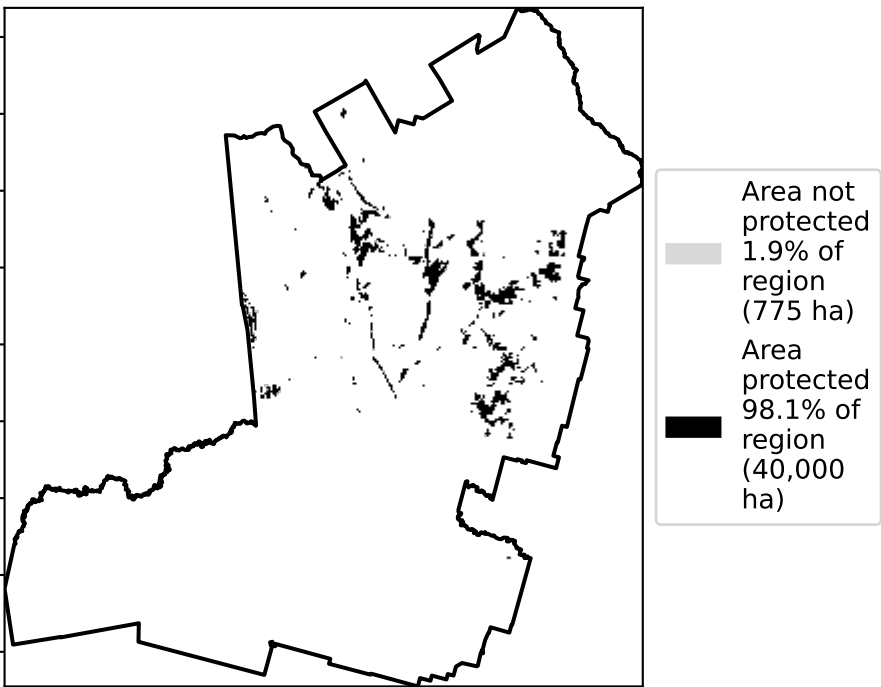 Area not
protected
1.9% of
region
(775 ha)
Area
protected
98.1% of
region
(40,000
ha)